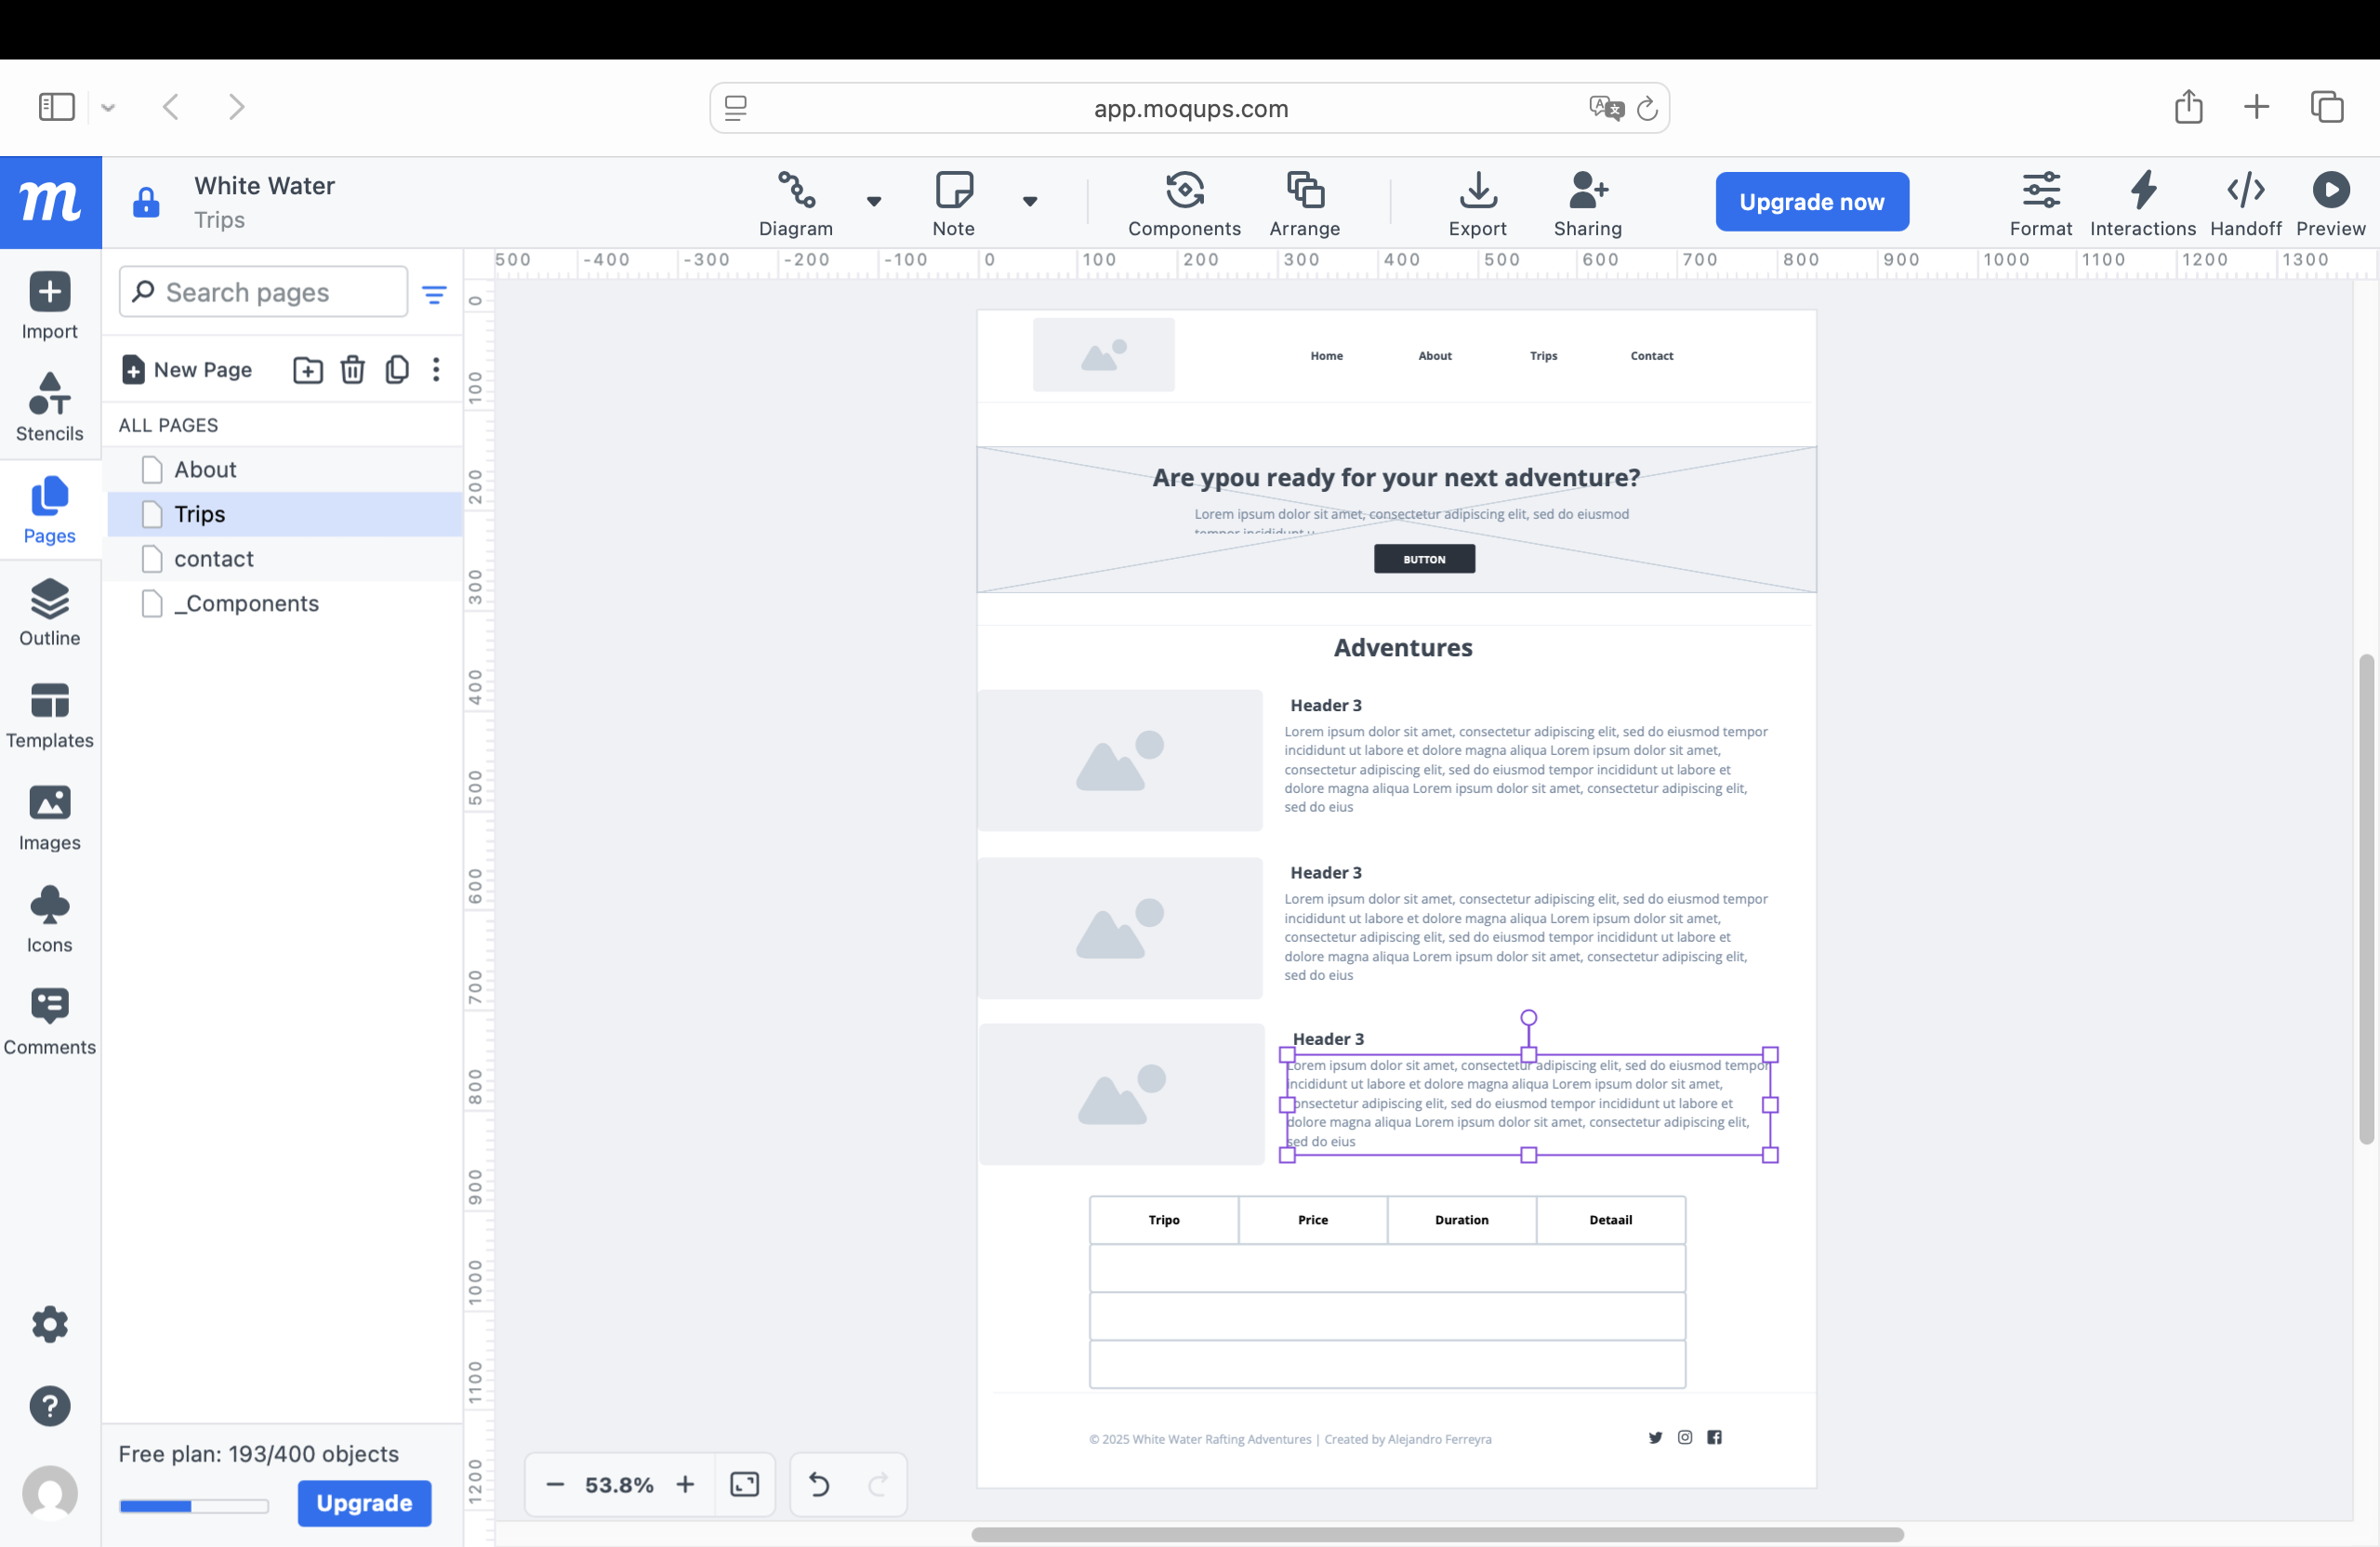 app.moqups.com
m
White Water
Trips
Diagram
Note
Components
Arrange
Export
Sharing
Upgrade now
Format
Interactions
Handoff
Preview
Import
Stencils
Pages
Outline
Templates
Images
Icons
Comments
Search pages
New Page
ALL PAGES
About
Trips
contact
_Components
Free plan: 193/400 objects
Upgrade
500 -400 -300 -200 -100 0 100 200 300 400 500 600 700 800 900 1000 1100 1200 1300
0
100
200
300
400
500
600
700
800
900
1000
1100
1200
Home About Trips Contact
Are ypou ready for your next adventure?
Lorem ipsum dolor sit amet, consectetur adipiscing elit, sed do eiusmod
tempor incididunt u
BUTTON
Adventures
Header 3
Lorem ipsum dolor sit amet, consectetur adipiscing elit, sed do eiusmod tempor
incididunt ut labore et dolore magna aliqua Lorem ipsum dolor sit amet,
consectetur adipiscing elit, sed do eiusmod tempor incididunt ut labore et
dolore magna aliqua Lorem ipsum dolor sit amet, consectetur adipiscing elit,
sed do eius
Header 3
Lorem ipsum dolor sit amet, consectetur adipiscing elit, sed do eiusmod tempor
incididunt ut labore et dolore magna aliqua Lorem ipsum dolor sit amet,
consectetur adipiscing elit, sed do eiusmod tempor incididunt ut labore et
dolore magna aliqua Lorem ipsum dolor sit amet, consectetur adipiscing elit,
sed do eius
Header 3
Lorem ipsum dolor sit amet, consectetur adipiscing elit, sed do eiusmod tempor
incididunt ut labore et dolore magna aliqua Lorem ipsum dolor sit amet,
consectetur adipiscing elit, sed do eiusmod tempor incididunt ut labore et
dolore magna aliqua Lorem ipsum dolor sit amet, consectetur adipiscing elit,
sed do eius
Tripo Price Duration Detaail
© 2025 White Water Rafting Adventures | Created by Alejandro Ferreyra
53.8%